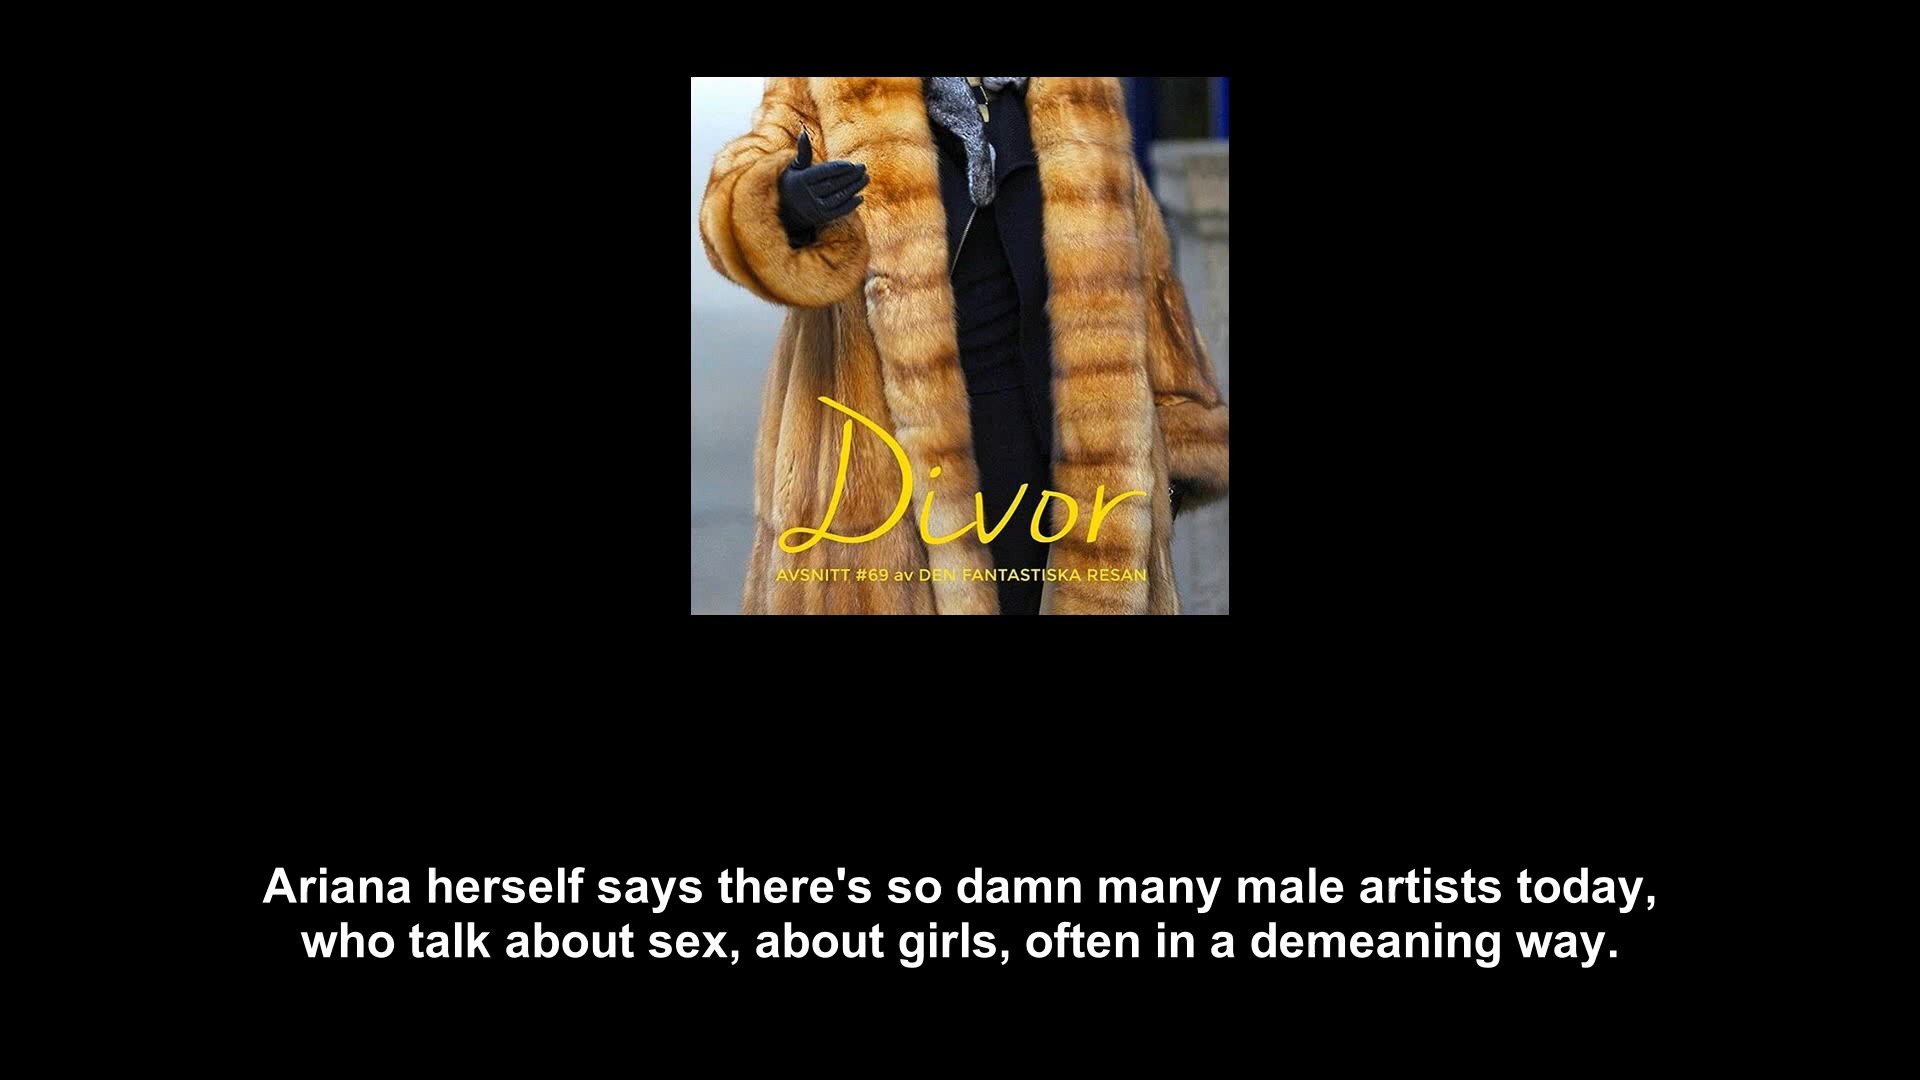 Divor
AVSNITT #69 av DEN FANTASTISKA RESAN
Ariana herself says there's so damn many male artists today,
who talk about sex, about girls, often in a demeaning way.